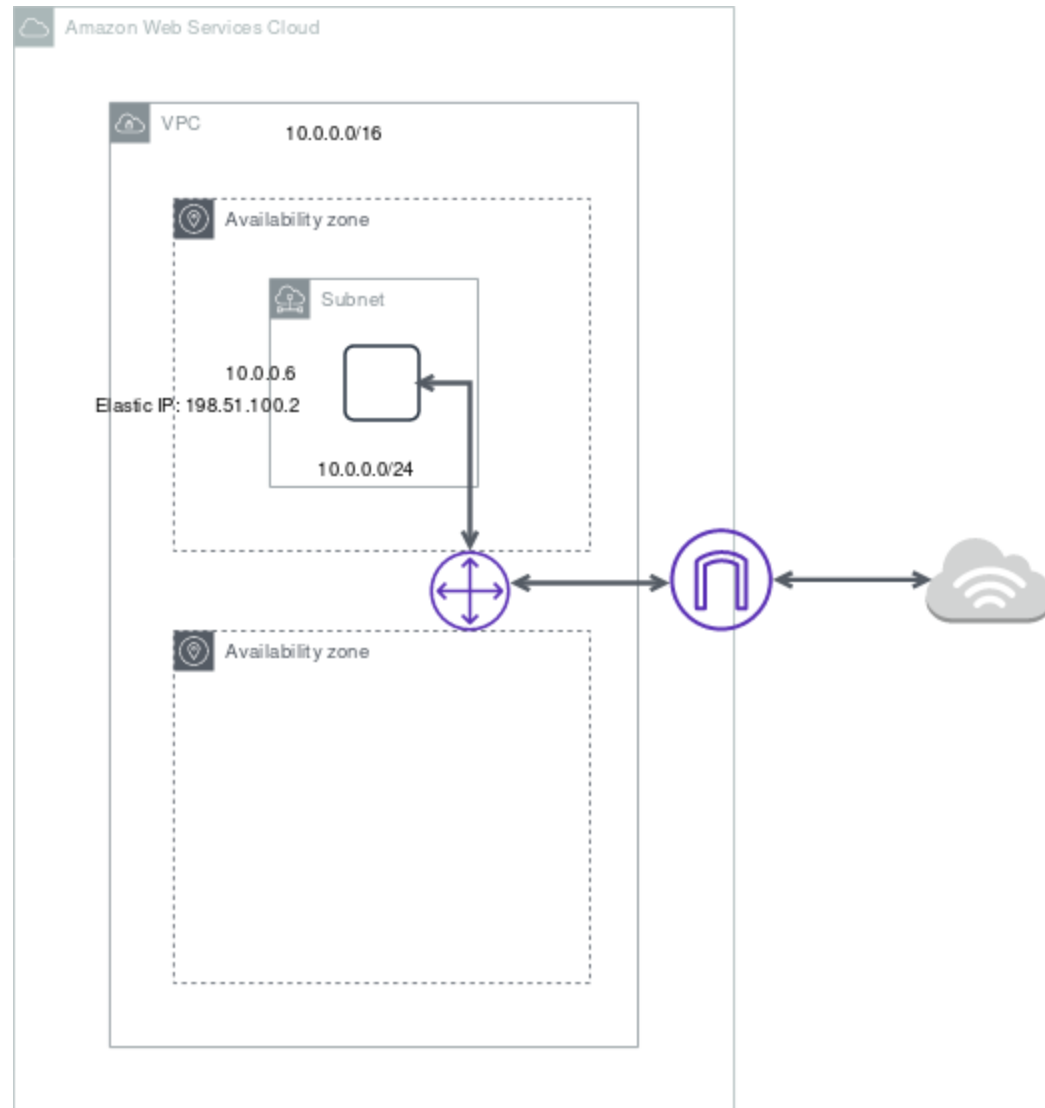 Amazon Web Services Cloud
VPC
10.0.0.0/16
Availability zone
Subnet
10.0.0.6
Elastic IP: 198.51.100.2
10.0.0.0/24
Availability zone